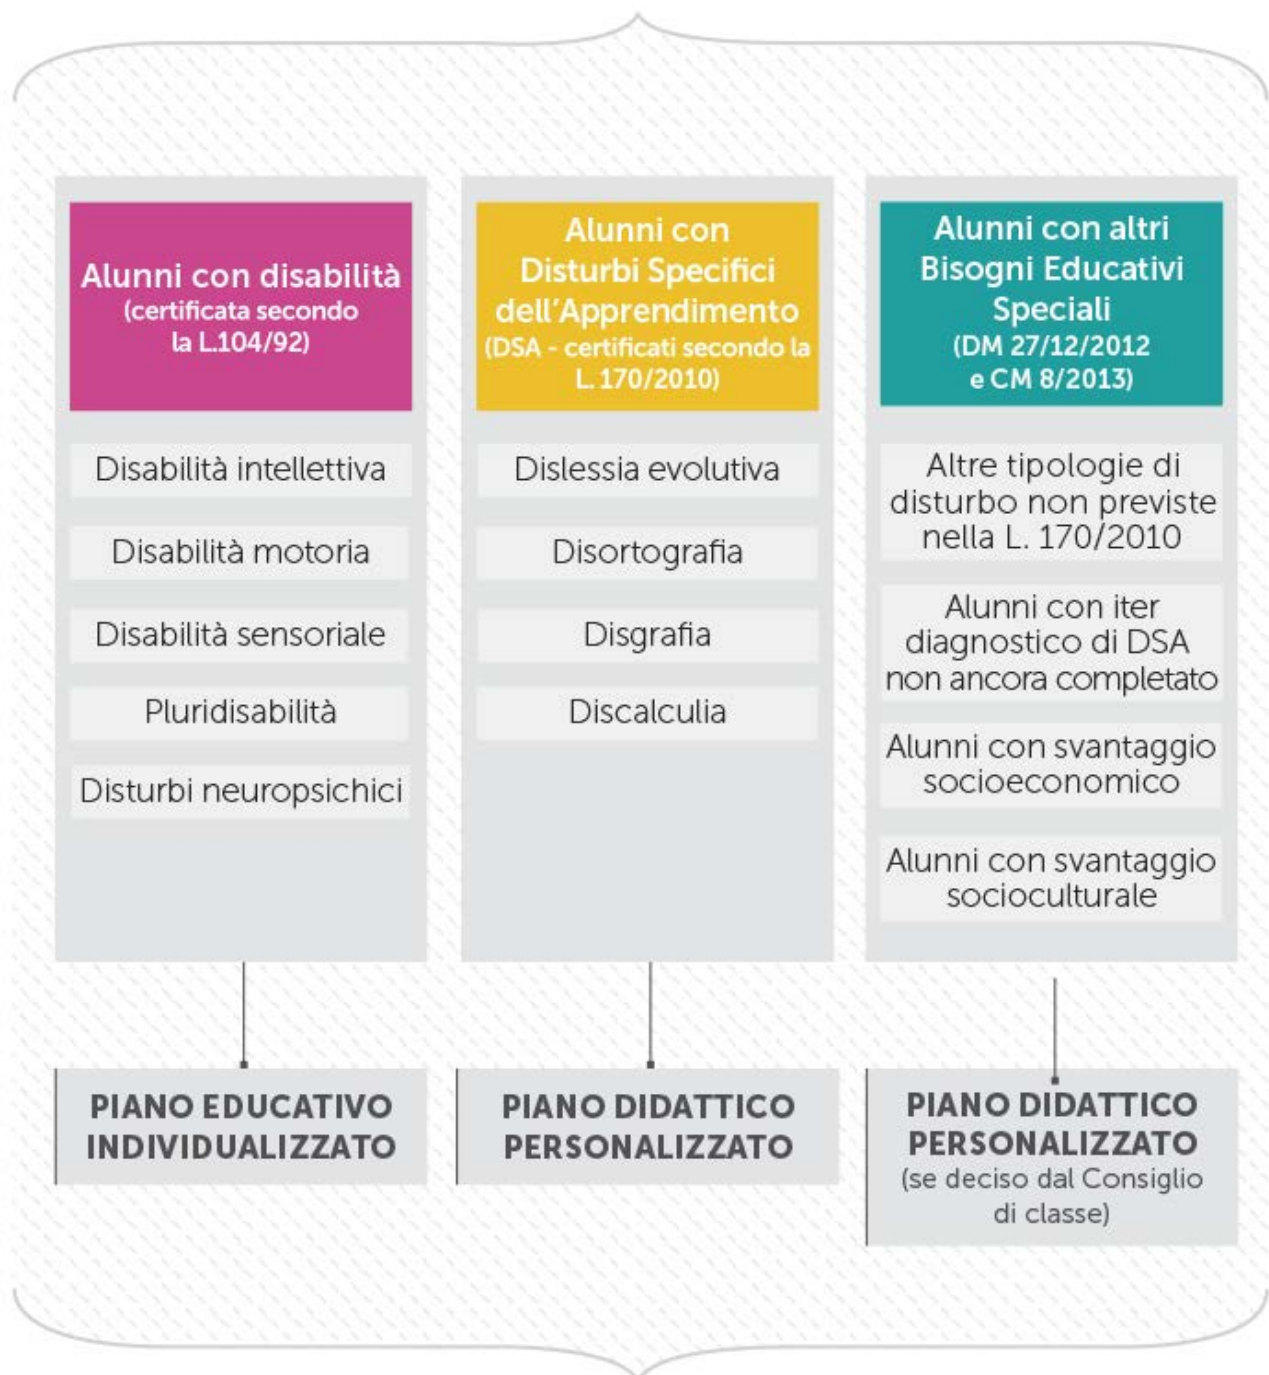 Alunni con disabilità
(certificata secondo
la L.104/92)
Disabilità intellettiva
Disabilità motoria
Disabilità sensoriale
Pluridisabilità
Disturbi neuropsichici
PIANO EDUCATIVO
INDIVIDUALIZZATO
Alunni con
Disturbi Specifici
dell'Apprendimento
(DSA - certificati secondo la
L. 170/2010)
Dislessia evolutiva
Disortografia
Disgrafia
Discalculia
PIANO DIDATTICO
PERSONALIZZATO
Alunni con altri
Bisogni Educativi
Speciali
(DM 27/12/2012
e CM 8/2013)
Altre tipologie di
disturbo non previste
nella L. 170/2010
Alunni con iter
diagnostico di DSA
non ancora completato
Alunni con svantaggio
socioeconomico
Alunni con svantaggio
socioculturale
PIANO DIDATTICO
PERSONALIZZATO
(se deciso dal Consiglio
di classe)